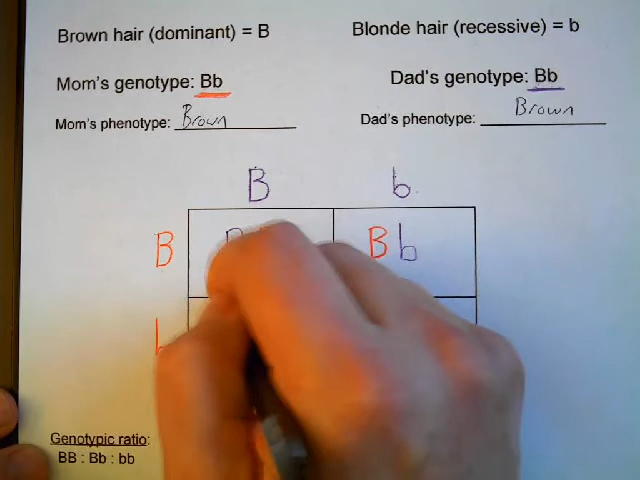 Brown hair (dominant) = B Blonde hair (recessive) = b
Mom's genotype: Bb Dad's genotype: Bb
Mom's phenotype: Brown Dad's phenotype: Brown
B b
B B b
Genotypic ratio:
BB : Bb : bb